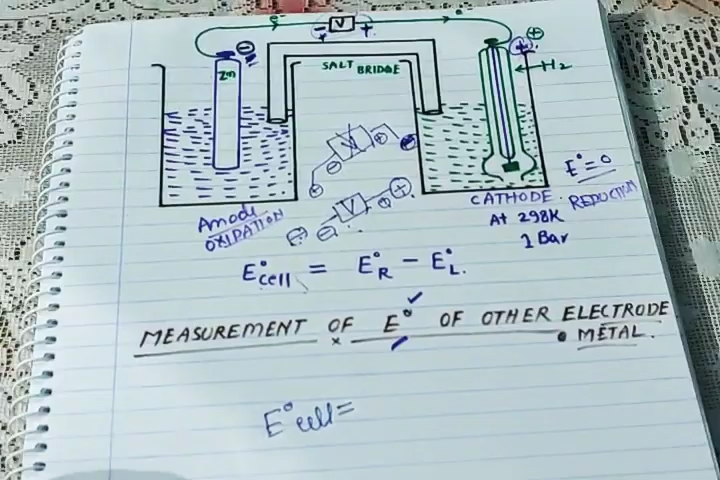 e⁻ V e⁻
- + ⊕
⊖ ⊕
Zn SALT BRIDGE H₂
V ⊕
⊖
V ⊕
⊖
E°=0
CATHODE REDUCTION
Anode
OXIDATION
At 298K
1 Bar
E°cell = E°R - E°L.
MEASUREMENT OF E° OF OTHER ELECTRODE
METAL.
E°cell=